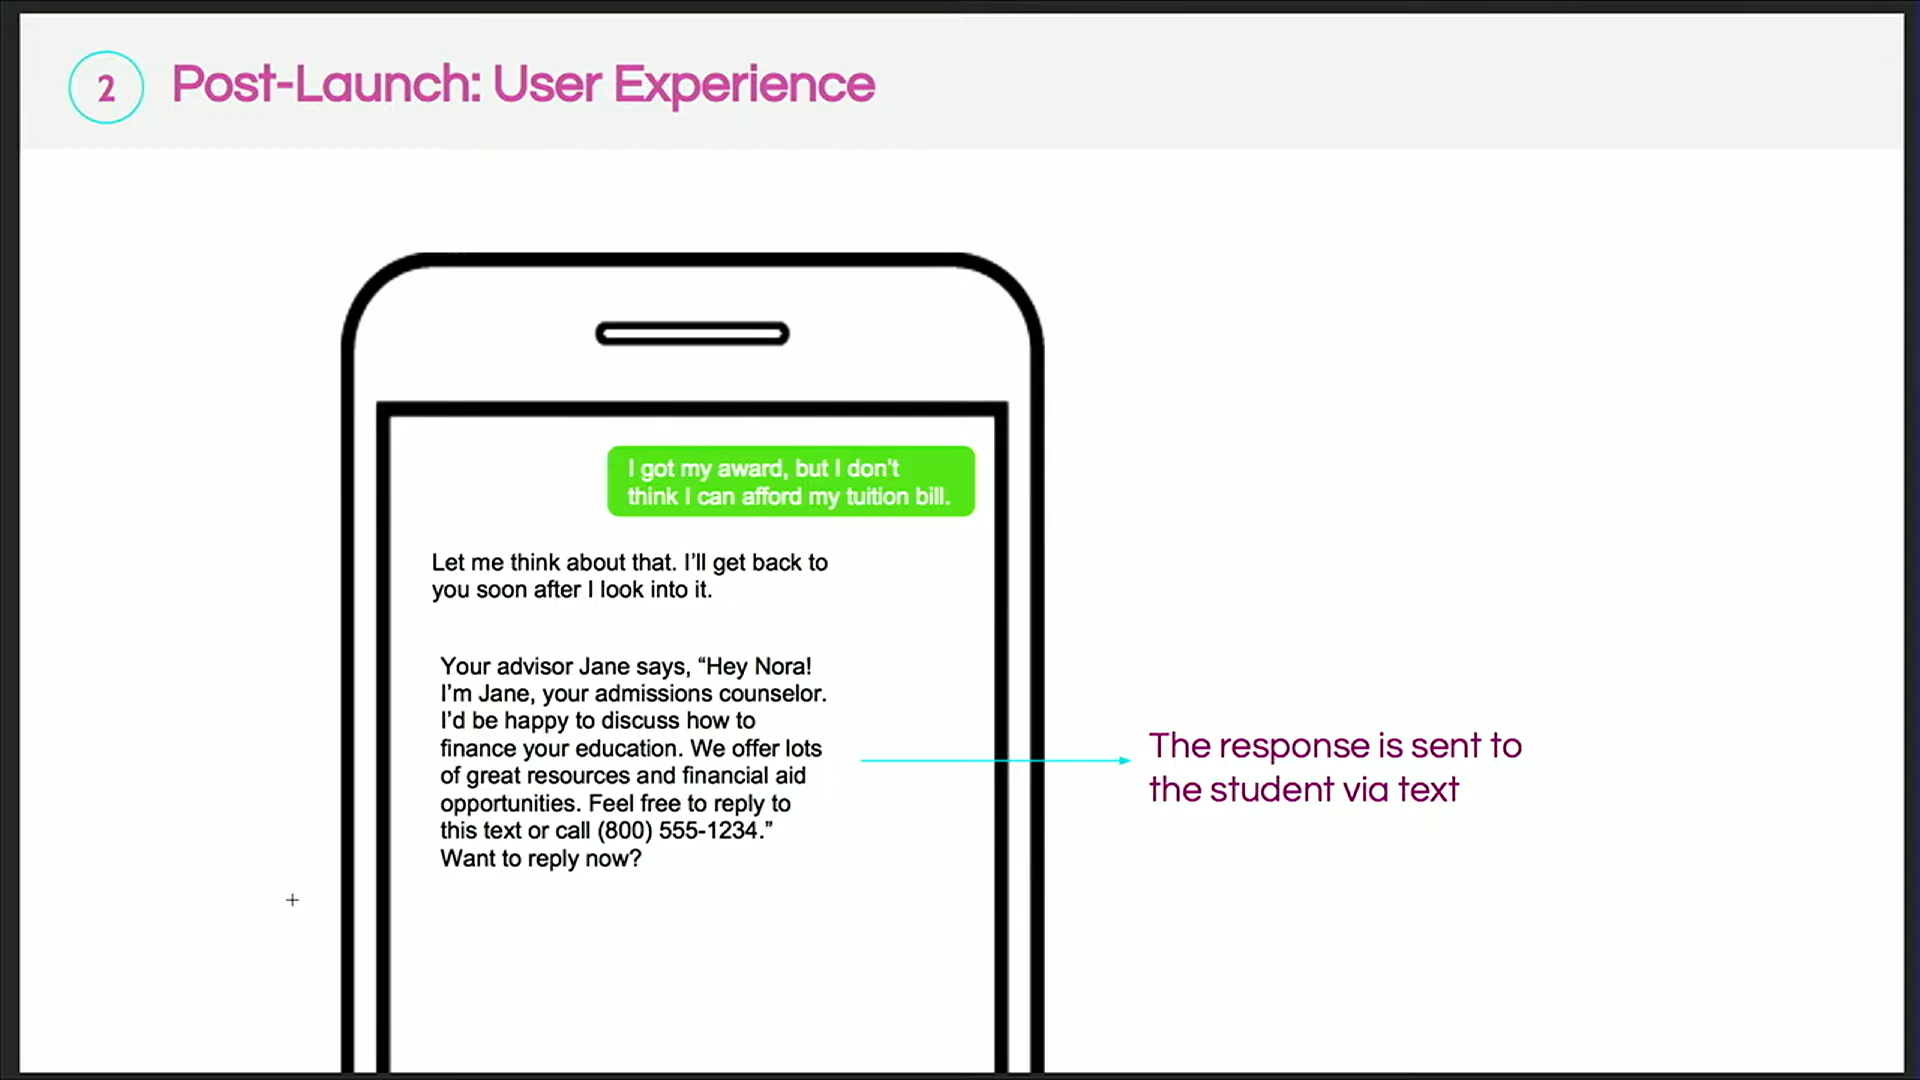 2
Post-Launch: User Experience
I got my award, but I don't
think I can afford my tuition bill.
Let me think about that. I’ll get back to
you soon after I look into it.
Your advisor Jane says, “Hey Nora!
I’m Jane, your admissions counselor.
I’d be happy to discuss how to
finance your education. We offer lots
of great resources and financial aid
opportunities. Feel free to reply to
this text or call (800) 555-1234.”
Want to reply now?
The response is sent to
the student via text